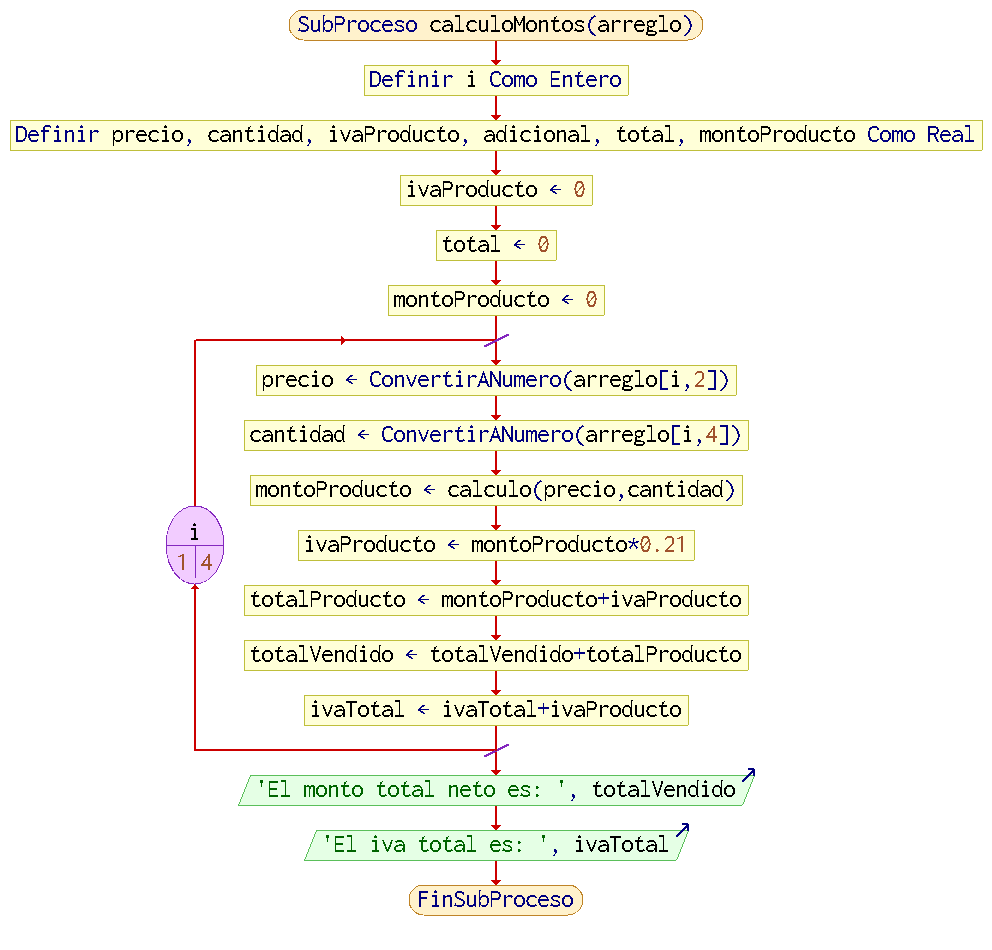 SubProceso calculoMontos(arreglo)
Definir i Como Entero
Definir precio, cantidad, ivaProducto, adicional, total, montoProducto Como Real
ivaProducto ← 0
total ← 0
montoProducto ← 0
precio ← ConvertirANumero(arreglo[i,2])
cantidad ← ConvertirANumero(arreglo[i,4])
montoProducto ← calculo(precio,cantidad)
i
1 4
ivaProducto ← montoProducto*0.21
totalProducto ← montoProducto+ivaProducto
totalVendido ← totalVendido+totalProducto
ivaTotal ← ivaTotal+ivaProducto
'El monto total neto es: ', totalVendido
'El iva total es: ', ivaTotal
FinSubProceso